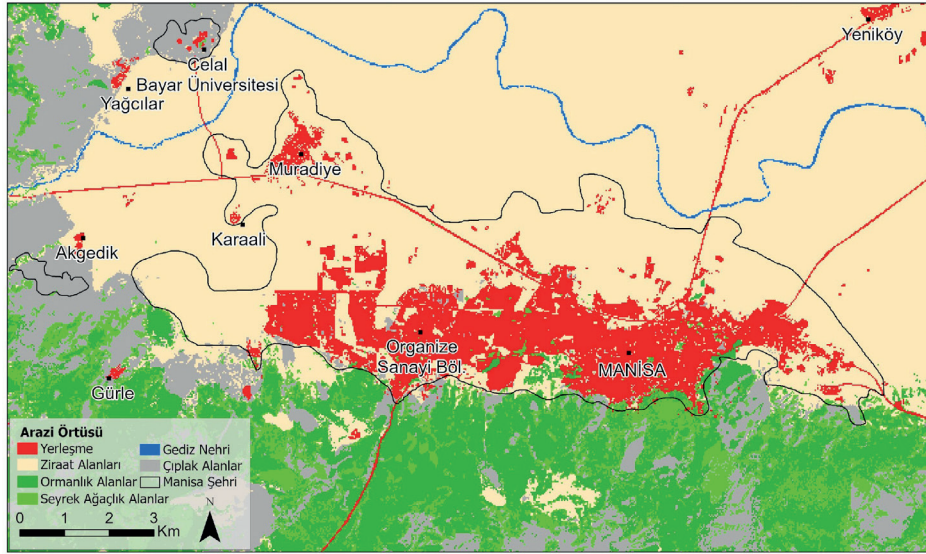 Yeniköy
Celal
Bayar Üniversitesi
Yağcılar
Muradiye
Karaali
Akgedik
Organize
Sanayi Böl.
MANİSA
Gürle
Arazi Örtüsü
Yerleşme
Gediz Nehri
Ziraat Alanları
Çıplak Alanlar
Ormanlık Alanlar
Manisa Şehri
Seyrek Ağaçlık Alanlar
N
0 1 2 3
Km